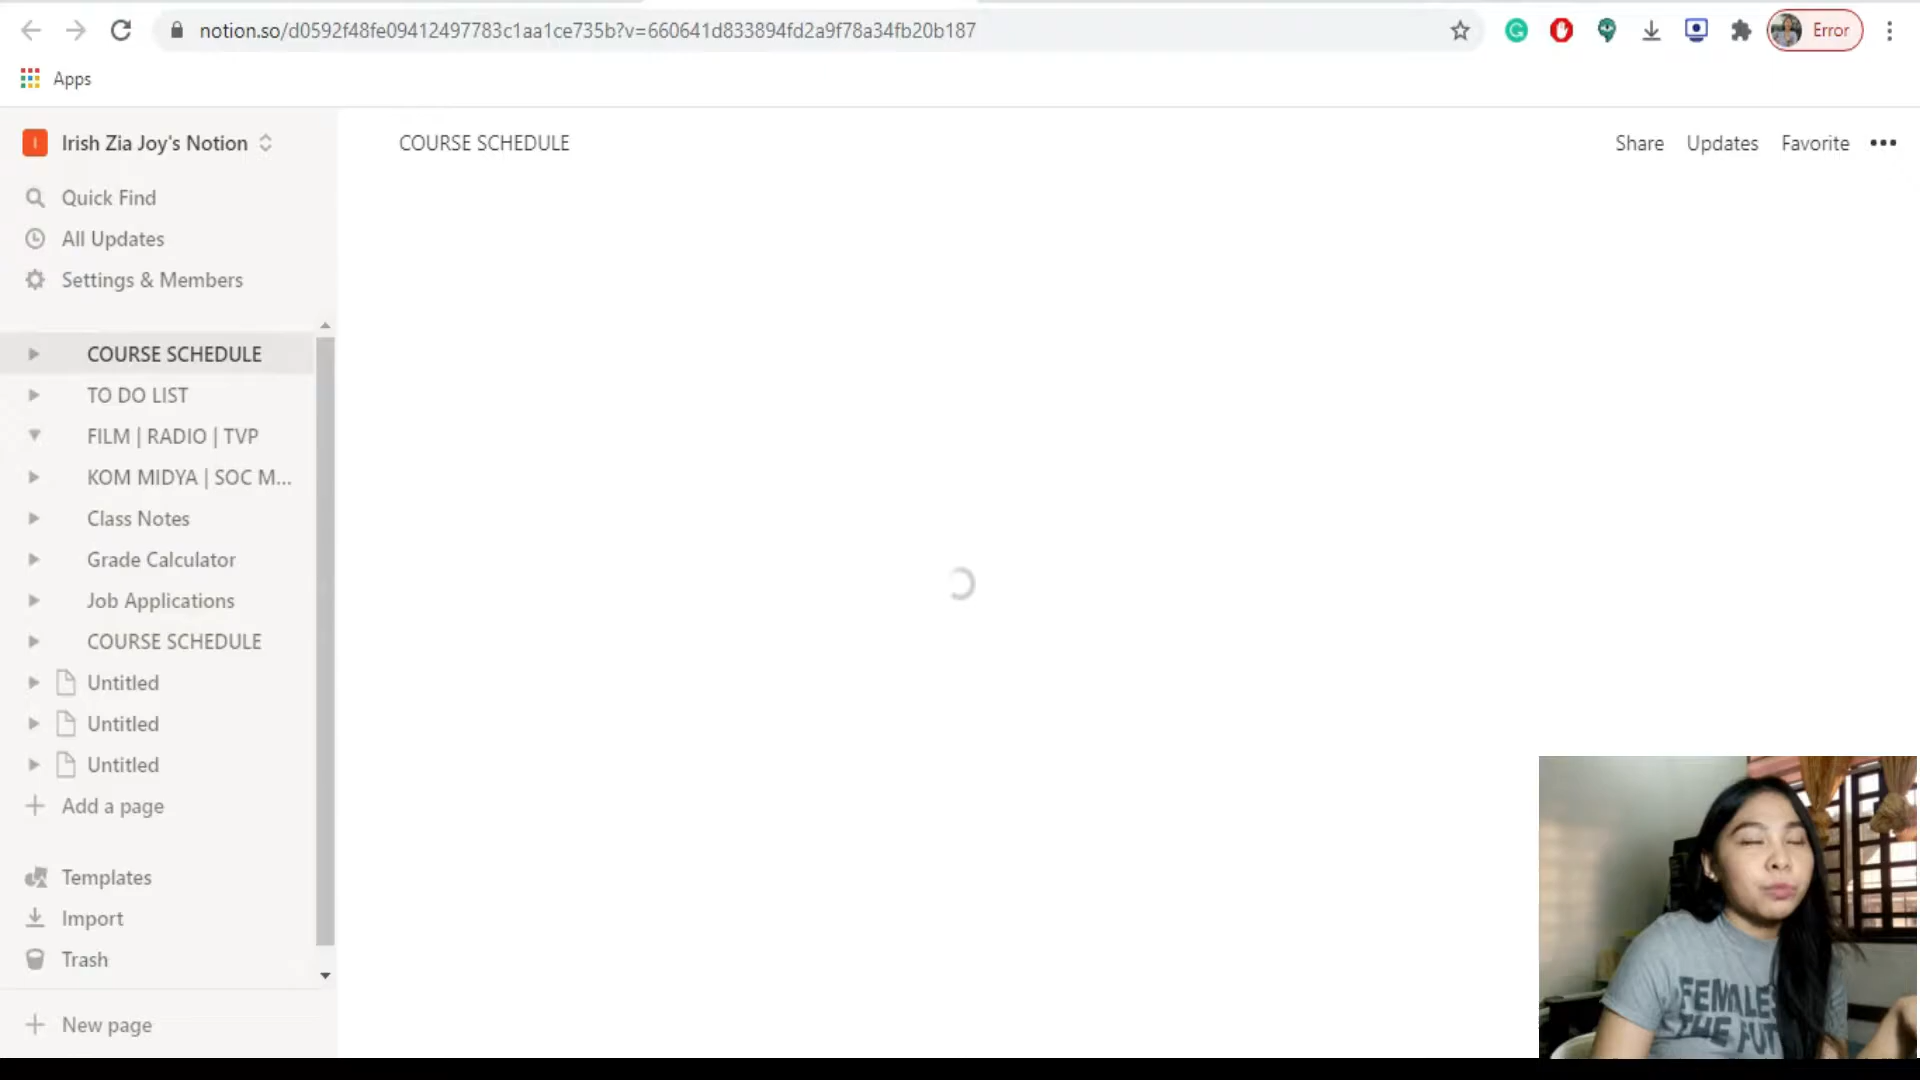 notion.so/d0592f48fe09412497783c1aa1ce735b?v=660641d833894fd2a9f78a34fb20b187
Error
Apps
I Irish Zia Joy's Notion
COURSE SCHEDULE
Share Updates Favorite •••
Quick Find
All Updates
Settings & Members
COURSE SCHEDULE
TO DO LIST
FILM | RADIO | TVP
KOM MIDYA | SOC M...
Class Notes
Grade Calculator
Job Applications
COURSE SCHEDULE
Untitled
Untitled
Untitled
Add a page
Templates
Import
Trash
New page
FEMALE
THE FUT